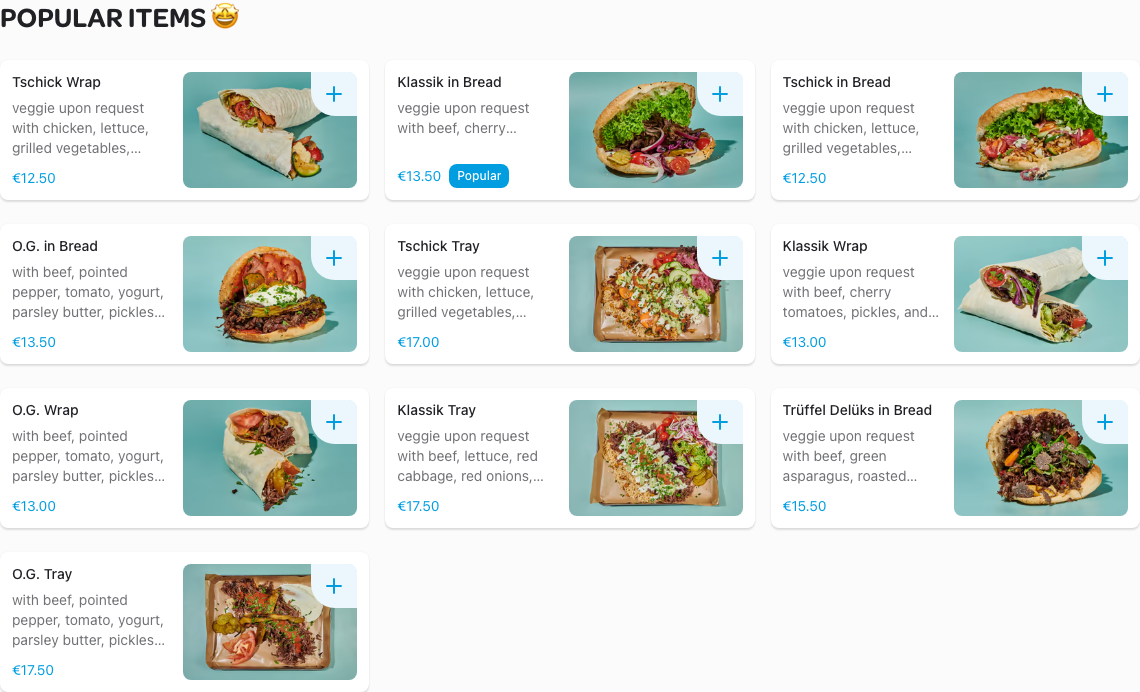 POPULAR ITEMS 🤩
Tschick Wrap
veggie upon request
with chicken, lettuce,
grilled vegetables,...
€12.50
Klassik in Bread
veggie upon request
with beef, cherry...
€13.50 Popular
Tschick in Bread
veggie upon request
with chicken, lettuce,
grilled vegetables,...
€12.50
O.G. in Bread
with beef, pointed
pepper, tomato, yogurt,
parsley butter, pickles...
€13.50
Tschick Tray
veggie upon request
with chicken, lettuce,
grilled vegetables,...
€17.00
Klassik Wrap
veggie upon request
with beef, cherry
tomatoes, pickles, and...
€13.00
O.G. Wrap
with beef, pointed
pepper, tomato, yogurt,
parsley butter, pickles...
€13.00
Klassik Tray
veggie upon request
with beef, lettuce, red
cabbage, red onions,...
€17.50
Trüffel Delüks in Bread
veggie upon request
with beef, green
asparagus, roasted...
€15.50
O.G. Tray
with beef, pointed
pepper, tomato, yogurt,
parsley butter, pickles...
€17.50